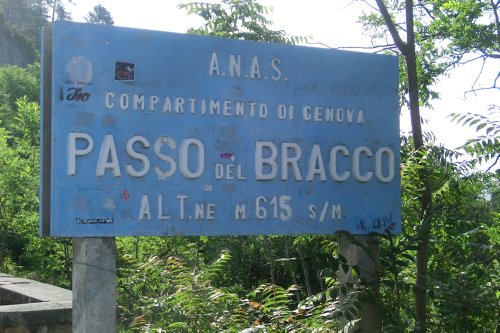 A.N.A.S.
COMPARTIMENTO DI GENOVA
PASSO DEL BRACCO
ALT.NE M.615 S/M.